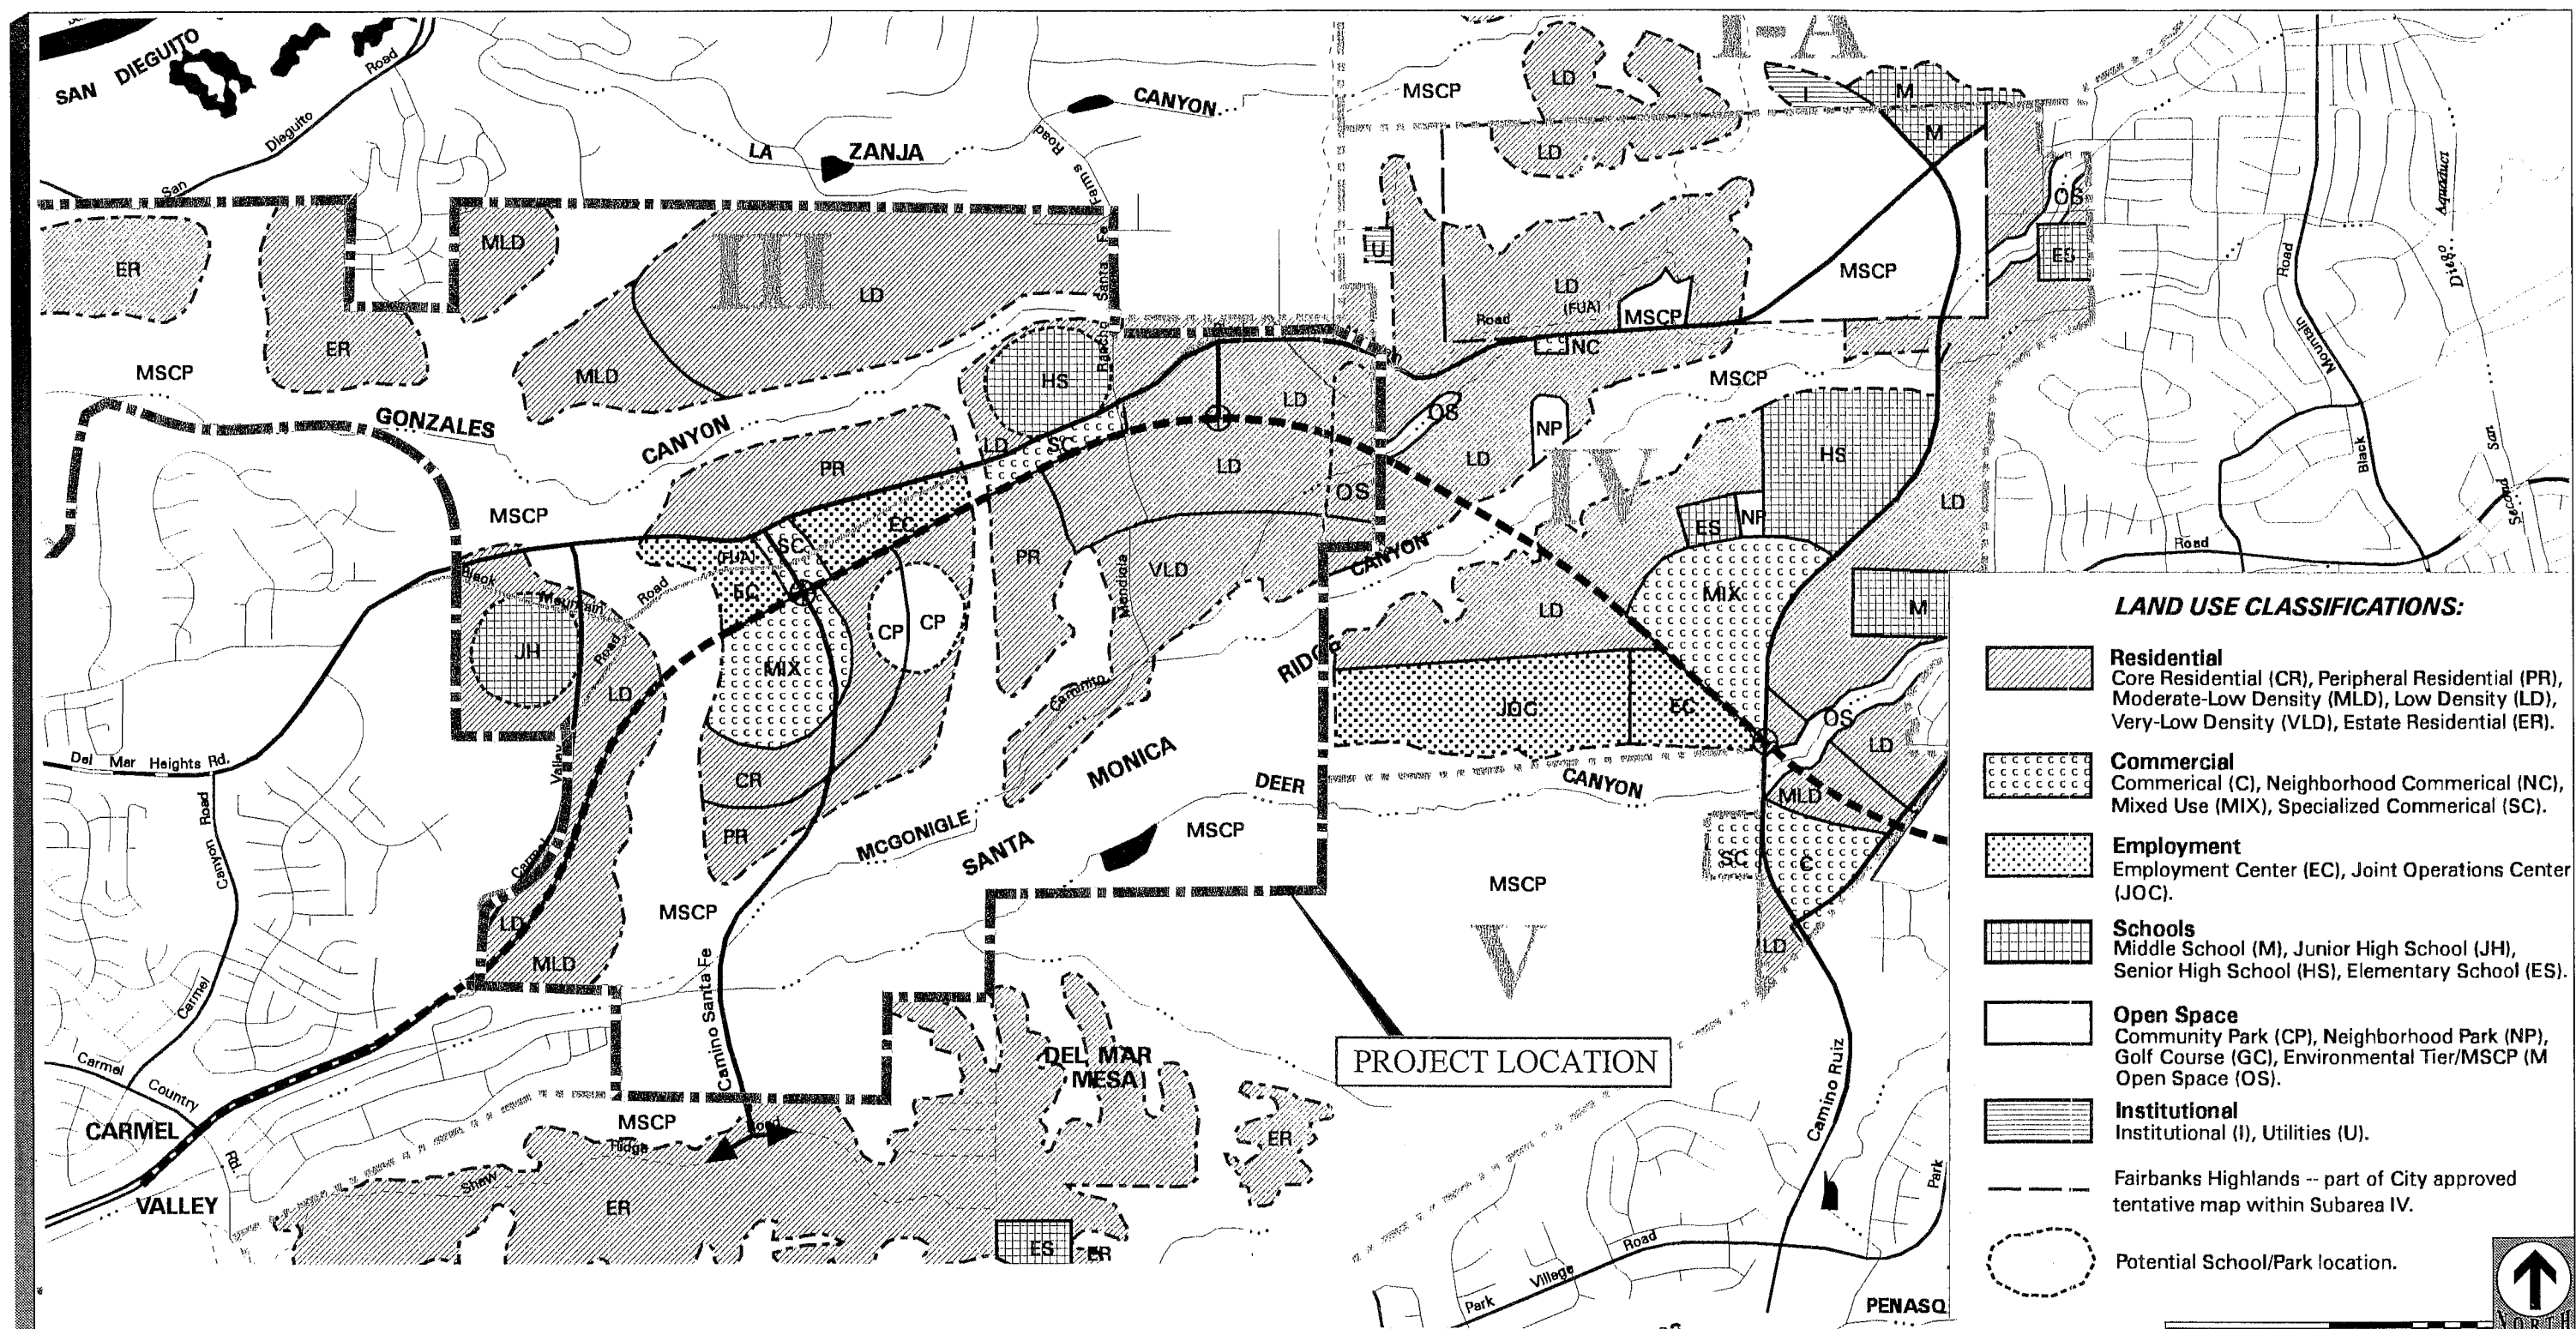 I-A
SAN DIEGUITO
Road
Dieguito
San
CANYON
LA ZANJA
Road
Farms
Santa Fe
Rancho
MSCP
LD
LD
I
M
M
OS
ES
Aqueduct
Diego
San
Second
Road
Mountain
Black
Road
ER
ER
MLD
III
LD
MLD
U
LD
(FUA)
MSCP
Road
NC
MSCP
MSCP
MSCP
GONZALES
CANYON
HS
LD
SC
LD
LD
OS
OS
LD
NP
IV
HS
LD
ES
NP
PR
MSCP
EC
SC
(FUA)
EC
Black
Mountain
Road
Road
JH
LD
MIX
CP
CP
PR
VLD
Mendiola
CANYON
RIDGE
LD
MIX
M
JOC
EC
OS
LD
MLD
SC
C
LD
Caminito
CR
PR
MCGONIGLE
SANTA
MONICA
DEER
CANYON
MSCP
MSCP
V
MSCP
Del Mar Heights Rd.
Valley
Carmel
LD
MLD
Canyon Road
Carmel
Carmel
Country
Rd.
CARMEL
VALLEY
Camino Santa Fe
DEL MAR
MESA
PROJECT LOCATION
MSCP
Shaw
Ridge
Road
ER
ER
ES
ER
Camino Ruiz
Park
Road
Village
Park
PENASQ
LAND USE CLASSIFICATIONS:
Residential
Core Residential (CR), Peripheral Residential (PR),
Moderate-Low Density (MLD), Low Density (LD),
Very-Low Density (VLD), Estate Residential (ER).
Commercial
Commerical (C), Neighborhood Commerical (NC),
Mixed Use (MIX), Specialized Commerical (SC).
Employment
Employment Center (EC), Joint Operations Center
(JOC).
Schools
Middle School (M), Junior High School (JH),
Senior High School (HS), Elementary School (ES).
Open Space
Community Park (CP), Neighborhood Park (NP),
Golf Course (GC), Environmental Tier/MSCP (M
Open Space (OS).
Institutional
Institutional (I), Utilities (U).
Fairbanks Highlands -- part of City approved
tentative map within Subarea IV.
Potential School/Park location.
NORTH